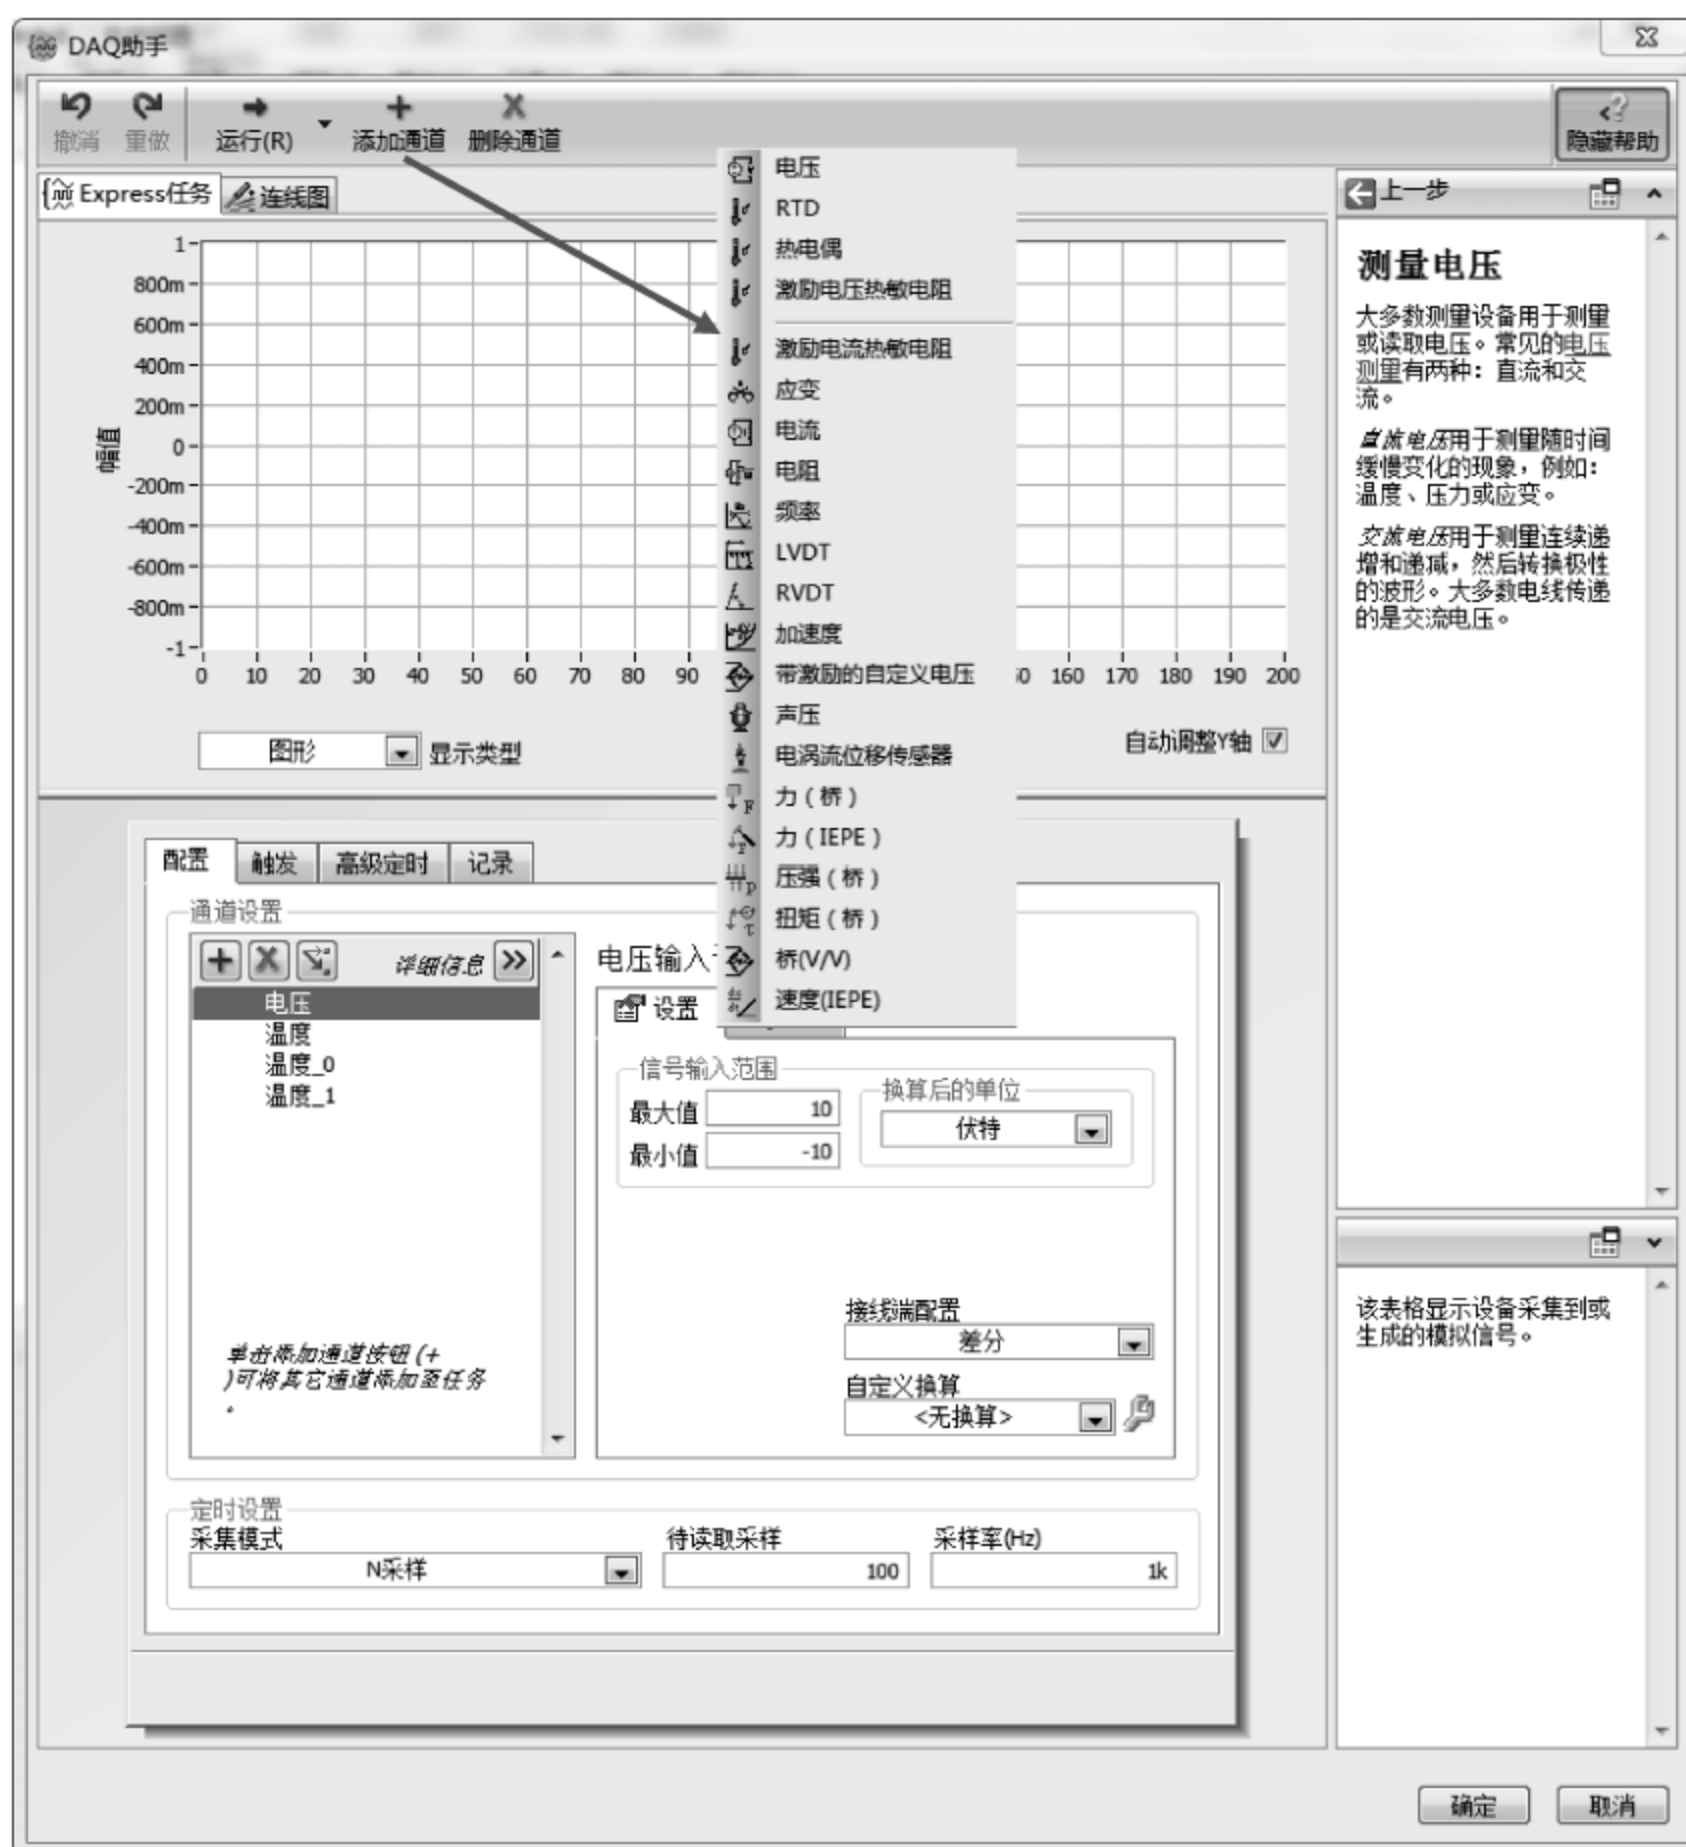 DAQ助手
撤消 重做 运行(R) 添加通道 删除通道
隐藏帮助
Express任务 连线图
1
800m
600m
400m
200m
0
-200m
-400m
-600m
-800m
-1
幅值
0 10 20 30 40 50 60 70 80 90 160 170 180 190 200
图形 显示类型
自动调整Y轴
电压
RTD
热电偶
激励电压热敏电阻
激励电流热敏电阻
应变
电流
电阻
频率
LVDT
RVDT
加速度
带激励的自定义电压
声压
电涡流位移传感器
力(桥)
力(IEPE)
压强(桥)
扭矩(桥)
桥(V/V)
速度(IEPE)
配置 触发 高级定时 记录
通道设置
详细信息
电压
温度
温度_0
温度_1
单击添加通道按钮(+
)可将其它通道添加至任务
。
电压输入
设置
信号输入范围
最大值 10
最小值 -10
换算后的单位
伏特
接线端配置
差分
自定义换算
<无换算>
定时设置
采集模式 待读取采样 采样率(Hz)
N采样 100 1k
上一步
测量电压
大多数测量设备用于测量
或读取电压。常见的电压
测量有两种：直流和交
流。
直流电压用于测量随时间
缓慢变化的现象，例如：
温度、压力或应变。
交流电压用于测量连续递
增和递减，然后转换极性
的波形。大多数电线传递
的是交流电压。
该表格显示设备采集到或
生成的模拟信号。
确定 取消